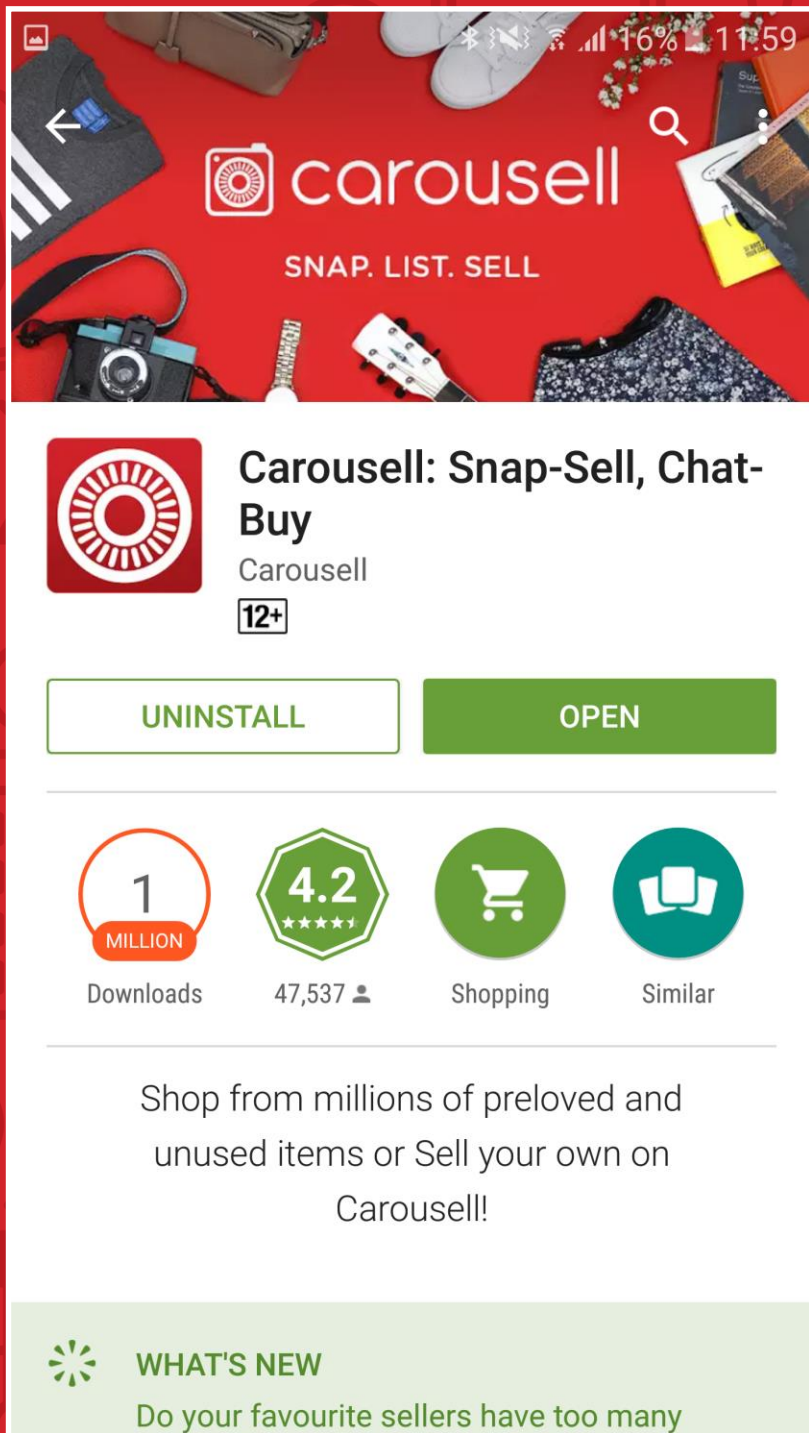 16% 11:59
carousell
SNAP. LIST. SELL
Carousell: Snap-Sell, Chat-
Buy
Carousell
12+
UNINSTALL
OPEN
1
MILLION
4.2
Downloads
47,537
Shopping
Similar
Shop from millions of preloved and
unused items or Sell your own on
Carousell!
WHAT'S NEW
Do your favourite sellers have too many